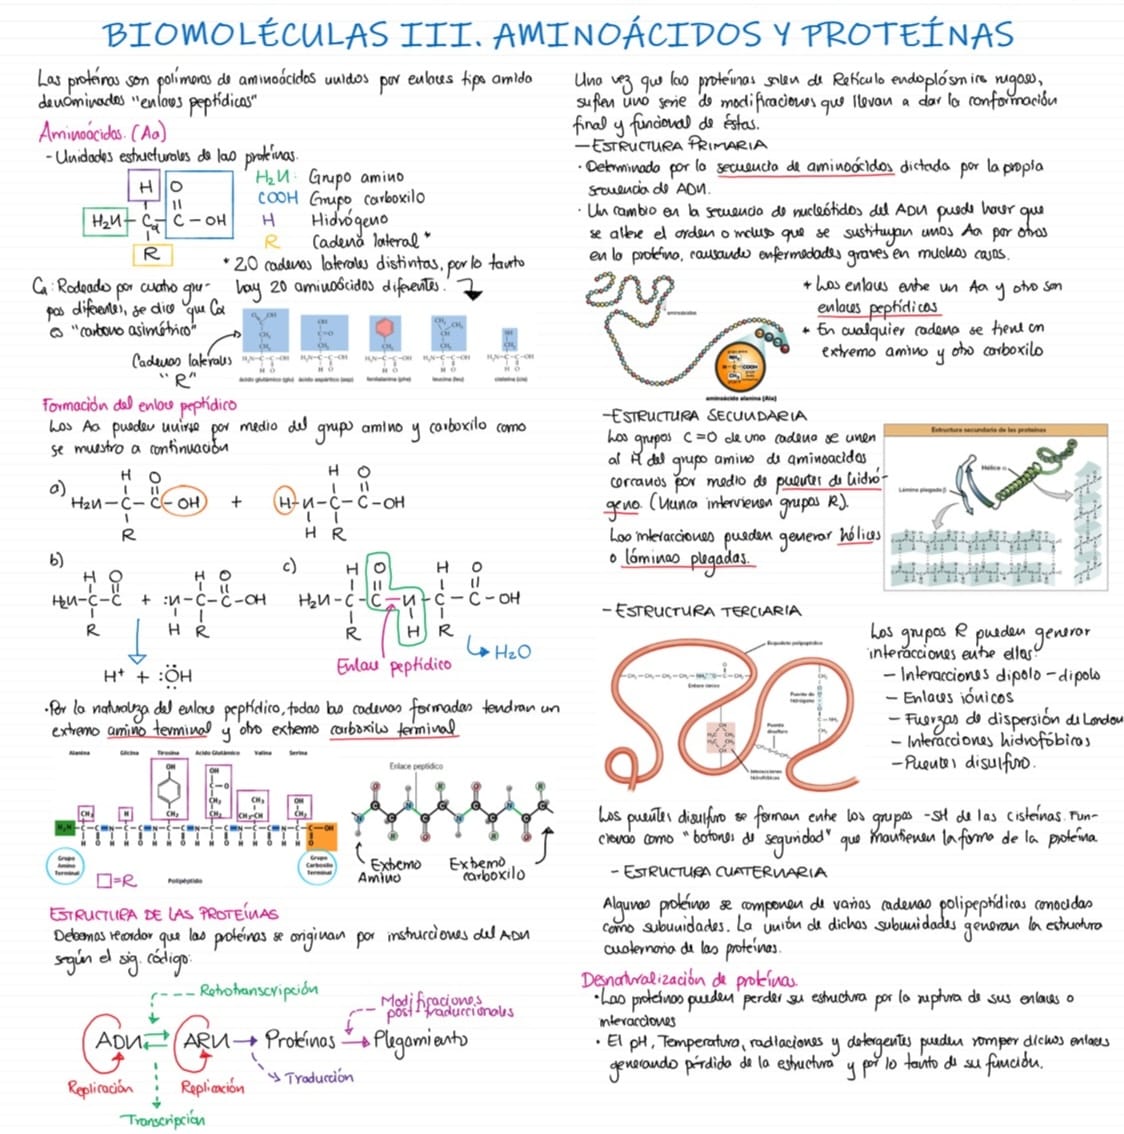 BIOMOLÉCULAS III. AMINOÁCIDOS Y PROTEÍNAS
Las proteínas son polímeros de aminoácidos unidos por enlaces tipo amida
denominados "enlaces peptídicos"
Aminoácidos. (Aa)
- Unidades estructurales de las proteínas.
H O
H₂N - Cα - C - OH
R
H₂N: Grupo amino
COOH Grupo carboxilo
H Hidrógeno
R Cadena lateral *
* 20 cadenas laterales distintas, por lo tanto
hay 20 aminoácidos diferentes.
Cα: Rodeado por cuatro gru-
pos diferentes, se dice que Cα
es "carbono asimétrico"
Cadenas laterales
"R"
ácido glutámico (glu) ácido aspártico (asp) fenilalanina (phe) leucina (leu) cisteína (cis)
Formación del enlace peptídico
Los Aa pueden unirse por medio del grupo amino y carboxilo como
se muestra a continuación
a)
H O H O
H₂N - C - C - OH + H - N - C - C - OH
R H R
b)
H O H O
H₂N - C - C + :N - C - C - OH
R H R
H⁺ + :ÖH
c)
H O H O
H₂N - C - C - N - C - C - OH
R H R
H₂O
Enlace peptídico
• Por la naturaleza del enlace peptídico, todas las cadenas formadas tendran un
extremo amino terminal y otro extremo carboxilo terminal
Alanina Glicina Tirosina Acido Glutámico Valina Serina
Grupo Amino Terminal
□=R
Polipéptido
Grupo Carboxilo Terminal
Enlace peptídico
Extremo Amino
Extremo carboxilo
ESTRUCTURA DE LAS PROTEÍNAS
Debemos recordar que las proteínas se originan por instrucciones del ADN
según el sig. código:
Retrotranscripción
Modificaciones
post traduccionales
ADN ARN Proteínas Plegamiento
Replicación Replicación Traducción
Transcripción
Una vez que las proteínas salen de Retículo endoplásmico rugoso,
sufren una serie de modificaciones que llevan a dar la conformación
final y funcional de éstas.
— ESTRUCTURA PRIMARIA
• Determinada por la secuencia de aminoácidos dictada por la propia
secuencia de ADN.
• Un cambio en la secuencia de nucleótidos del ADN puede hacer que
se altere el orden o incluso que se sustituyan unos Aa por otros
en la proteína, causando enfermedades graves en muchos casos.
aminoácidos
aminoácido alanina (Ala)
+ Los enlaces entre un Aa y otro son
enlaces peptídicos
+ En cualquier cadena se tiene un
extremo amino y otro carboxilo
- ESTRUCTURA SECUNDARIA
Los grupos C=O de una cadena se unen
al H del grupo amino de aminoacidos
cercanos por medio de puentes de hidró-
geno. (Nunca intervienen grupos R).
Las interacciones pueden generar hélices
o láminas plegadas.
Estructura secundaria de las proteínas
Hélice α
Lámina plegada β
- ESTRUCTURA TERCIARIA
Esqueleto polipeptídico
Enlace iónico
Puente de hidrógeno
Puente disulfuro
Interacciones hidrofóbicas
Los grupos R pueden generar
interacciones entre ellos:
- Interacciones dipolo - dipolo
- Enlaces iónicos
- Fuerzas de dispersión de London
- Interacciones hidrofóbicas
- Puentes disulfuro.
Los puentes disulfuro se forman entre los grupos -SH de las cisteínas. Fun-
cionan como "botones de seguridad" que mantienen la forma de la proteína
- ESTRUCTURA CUATERNARIA
Algunas proteínas se componen de varias cadenas polipeptídicas conocidas
como subunidades. La unión de dichas subunidades generan la estructura
cuaternaria de las proteínas.
Desnaturalización de proteínas.
• Las proteínas pueden perder su estructura por la ruptura de sus enlaces o
interacciones
• El pH, Temperatura, radiaciones y detergentes pueden romper dichos enlaces
generando pérdida de la estructura y por lo tanto de su función.